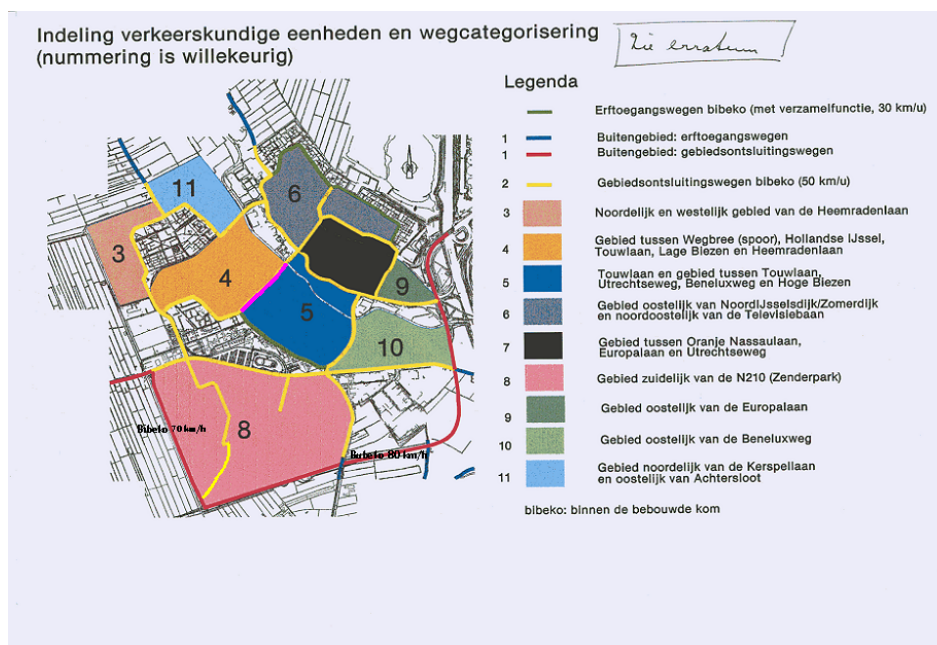 Indeling verkeerskundige eenheden en wegcategorisering
(nummering is willekeurig)
Zie erratum
Legenda
Erftoegangswegen bibeko (met verzamelfunctie, 30 km/u)
1 Buitengebied: erftoegangswegen
1 Buitengebied: gebiedsontsluitingswegen
2 Gebiedsontsluitingswegen bibeko (50 km/u)
3 Noordelijk en westelijk gebied van de Heemradenlaan
4 Gebied tussen Wegbree (spoor), Hollandse IJssel,
Touwlaan, Lage Biezen en Heemradenlaan
5 Touwlaan en gebied tussen Touwlaan,
Utrechtseweg, Beneluxweg en Hoge Biezen
6 Gebied oostelijk van NoordIJsselsdijk/Zomerdijk
en noordoostelijk van de Televisiebaan
7 Gebied tussen Oranje Nassaulaan,
Europalaan en Utrechtseweg
8 Gebied zuidelijk van de N210 (Zenderpark)
9 Gebied oostelijk van de Europalaan
10 Gebied oostelijk van de Beneluxweg
11 Gebied noordelijk van de Kerspellaan
en oostelijk van Achtersloot
bibeko: binnen de bebouwde kom
11
6
3
4
9
5
10
8
Bibeko 70 km/h
Bubeko 80 km/h